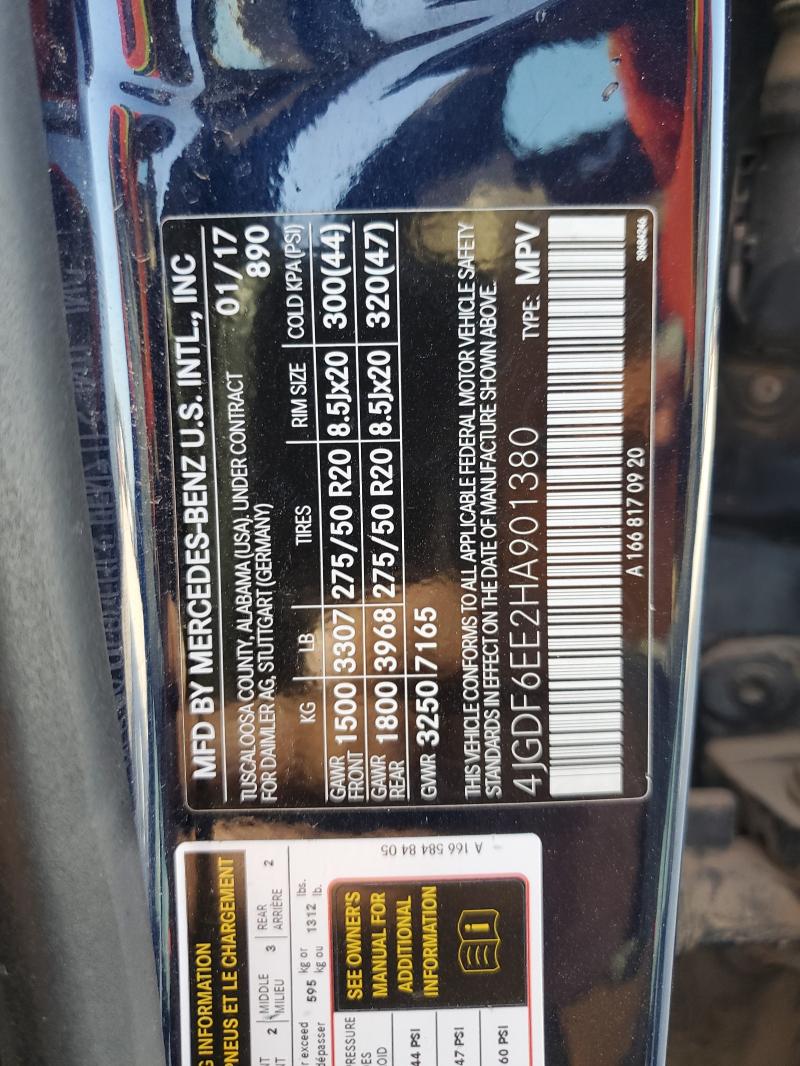 MFD BY MERCEDES-BENZ U.S. INTL., INC
TUSCALOOSA COUNTY, ALABAMA (USA), UNDER CONTRACT 01/17
FOR DAIMLER AG, STUTTGART (GERMANY) 890
KG LB TIRES RIM SIZE COLD KPA (PSI)
GAWR FRONT 1500 3307 275/50 R20 8.5Jx20 300(44)
GAWR REAR 1800 3968 275/50 R20 8.5Jx20 320(47)
GWR 3250 7165
THIS VEHICLE CONFORMS TO ALL APPLICABLE FEDERAL MOTOR VEHICLE SAFETY
STANDARDS IN EFFECT ON THE DATE OF MANUFACTURE SHOWN ABOVE.
4JGDF6EE2HA901380 TYPE: MPV
A 166 817 09 20
A 166 584 84 05
G INFORMATION
PNEUS ET LE CHARGEMENT
2 MIDDLE 3 REAR 2
MILIEU ARRIÈRE
r exceed 595 kg or lbs.
dépasser kg ou 1312 lb.
RESSURE
44 PSI
47 PSI
60 PSI
SEE OWNER'S
MANUAL FOR
ADDITIONAL
INFORMATION